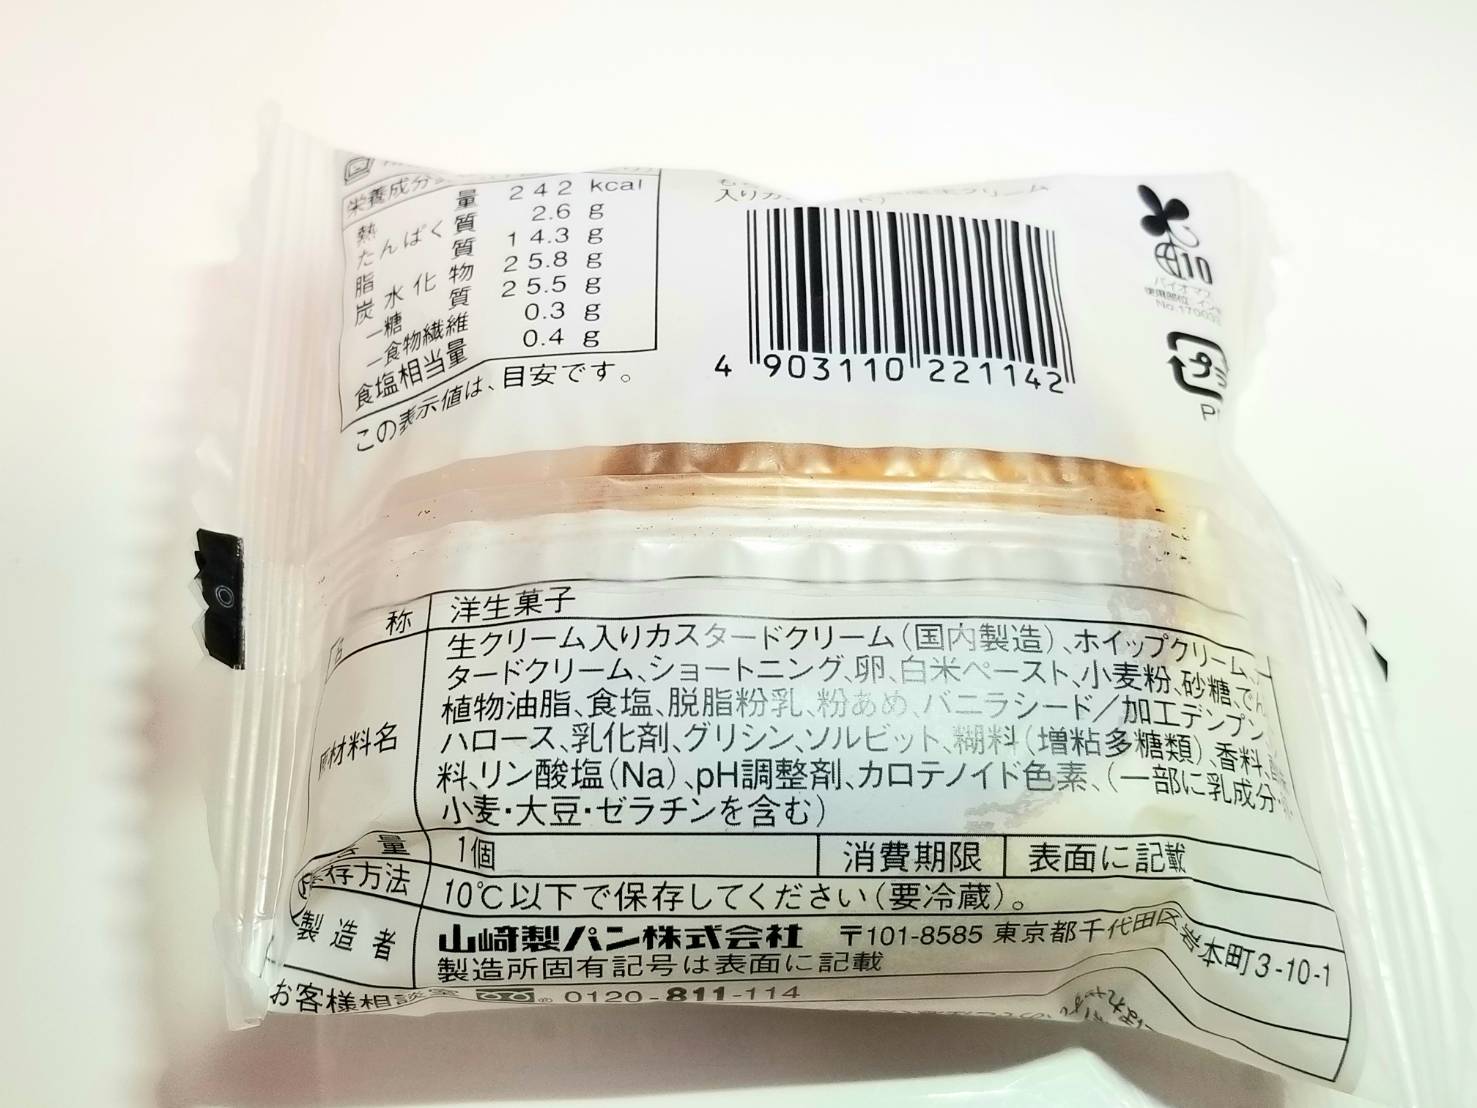 栄養成分
熱量 242 kcal
たんぱく質 2.6 g
脂質 14.3 g
炭水化物 25.8 g
糖質 25.5 g
食物繊維 0.3 g
食塩相当量 0.4 g
この表示値は、目安です。
クリーム
入りカ
4 903110 221142
10
バイオマス
No.17003
称 洋生菓子
材料名 生クリーム入りカスタードクリーム(国内製造)、ホイップクリーム、
タードクリーム、ショートニング、卵、白米ペースト、小麦粉、砂糖、でん
植物油脂、食塩、脱脂粉乳、粉あめ、バニラシード/加工デンプン、
ハロース、乳化剤、グリシン、ソルビット、糊料(増粘多糖類)、香料、
料、リン酸塩(Na)、pH調整剤、カロテノイド色素、(一部に乳成分・
小麦・大豆・ゼラチンを含む)
量 1個 消費期限 表面に記載
存方法 10℃以下で保存してください(要冷蔵)。
製造者 山崎製パン株式会社 〒101-8585 東京都千代田区岩本町3-10-1
製造所固有記号は表面に記載
お客様相談室 0120-811-114